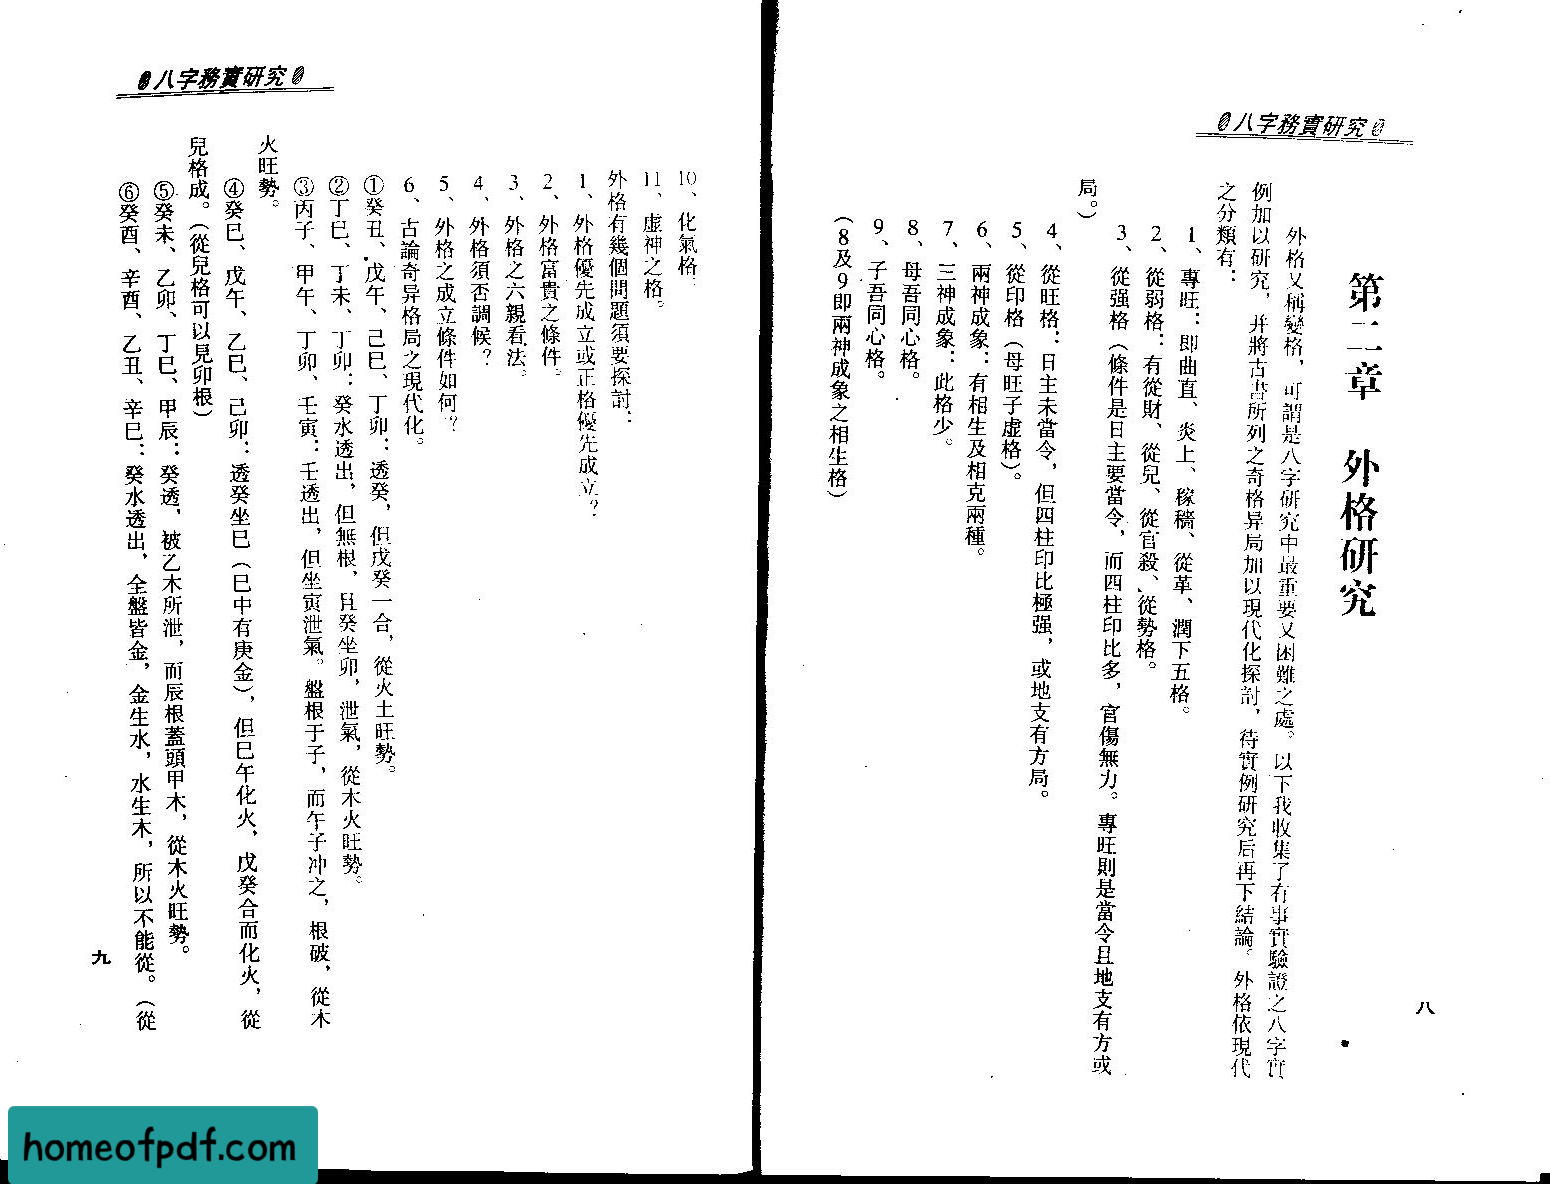 八字務實研究
第二章 外格研究
外格又稱變格，可謂是八字研究中最重要又困難之處。以下我收集了有事實驗證之八字實
例加以研究，并將古書所列之奇格异局加以現代化探討，待實例研究后再下結論。外格依現代
之分類有：
1、專旺：即曲直、炎上、稼穡、從革、潤下五格。
2、從弱格：有從財、從兒、從官殺、從勢格。
3、從强格（條件是日主要當令，而四柱印比多，官傷無力。專旺則是當令且地支有方或
局。）
4、從旺格：日主未當令，但四柱印比極强，或地支有方局。
5、從印格（母旺子虛格）。
6、兩神成象：有相生及相克兩種。
7、三神成象：此格少。
8、母吾同心格。
9、子吾同心格。
（8及9即兩神成象之相生格）
八
八字務實研究
10、化氣格.
11、虛神之格。
外格有幾個問題須要探討：
1、外格優先成立或正格優先成立？
2、外格富貴之條件。
3、外格之六親看法。
4、外格須否調候？
5、外格之成立條件如何？
6、古論奇异格局之現代化。
①癸丑、戊午、己巳、丁卯：透癸，但戊癸一合，從火土旺勢。
②丁巳、丁未、丁卯：癸水透出，但無根，且癸坐卯，泄氣，從木火旺勢。
③丙子、甲午、丁卯、壬寅：壬透出，但坐寅泄氣。盤根于子，而午子冲之，根破，從木
火旺勢。
④癸巳、戊午、乙巳、己卯：透癸坐巳（巳中有庚金），但巳午化火，戊癸合而化火，從
兒格成。（從兒格可以見卯根）
⑤癸未、乙卯、丁巳、甲辰：癸透，被乙木所泄，而辰根蓋頭甲木，從木火旺勢。
⑥癸酉、辛酉、乙丑、辛巳：癸水透出，全盤皆金，金生水，水生木，所以不能從。（從
九
homeofpdf.com